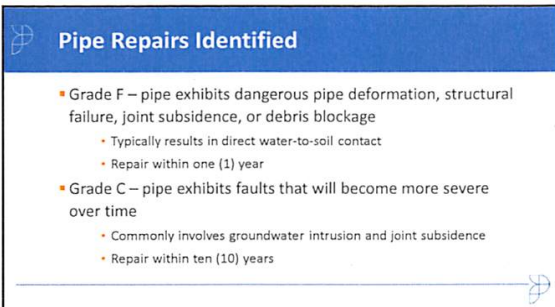 Pipe Repairs Identified
▪ Grade F – pipe exhibits dangerous pipe deformation, structural
failure, joint subsidence, or debris blockage
• Typically results in direct water-to-soil contact
• Repair within one (1) year
▪ Grade C – pipe exhibits faults that will become more severe
over time
• Commonly involves groundwater intrusion and joint subsidence
• Repair within ten (10) years